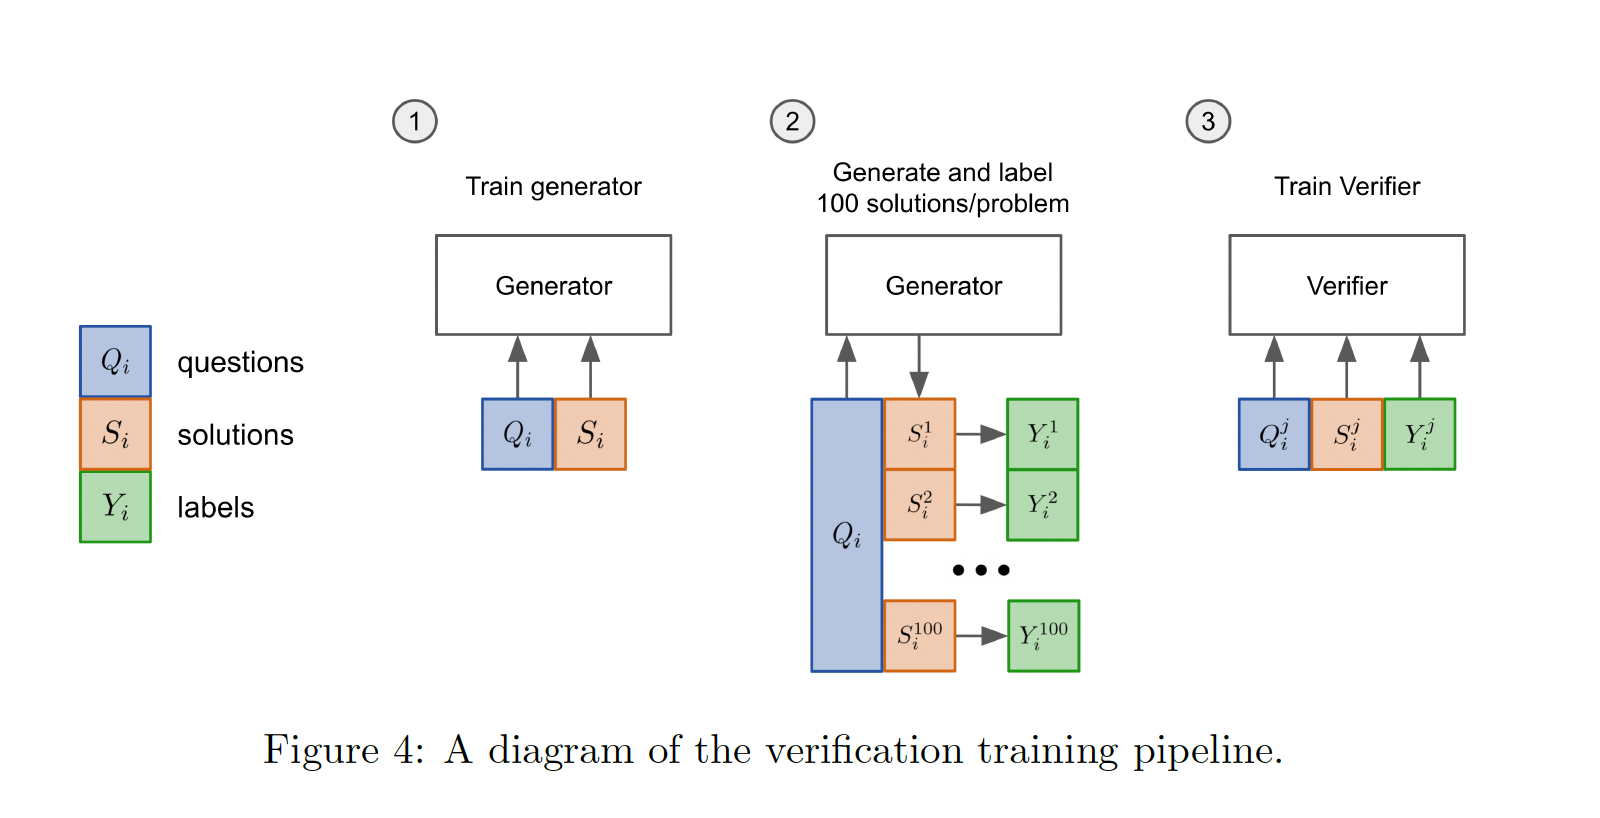 1
Train generator
Generator
Q_i S_i
2
Generate and label
100 solutions/problem
Generator
Q_i
S_i^1 Y_i^1
S_i^2 Y_i^2
•••
S_i^100 Y_i^100
3
Train Verifier
Verifier
Q_i^j S_i^j Y_i^j
Q_i questions
S_i solutions
Y_i labels
Figure 4: A diagram of the verification training pipeline.